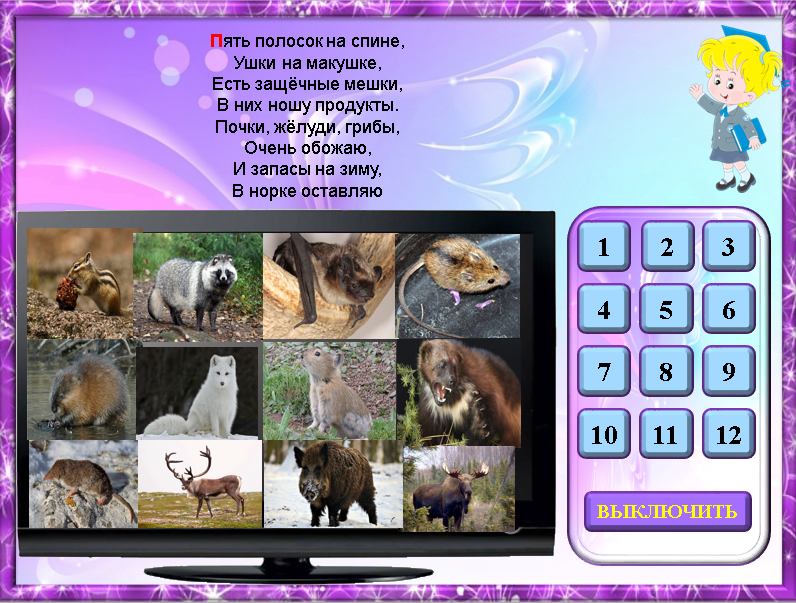 Пять полосок на спине,
Ушки на макушке,
Есть защёчные мешки,
В них ношу продукты.
Почки, жёлуди, грибы,
Очень обожаю,
И запасы на зиму,
В норке оставляю
1 2 3
4 5 6
7 8 9
10 11 12
ВЫКЛЮЧИТЬ